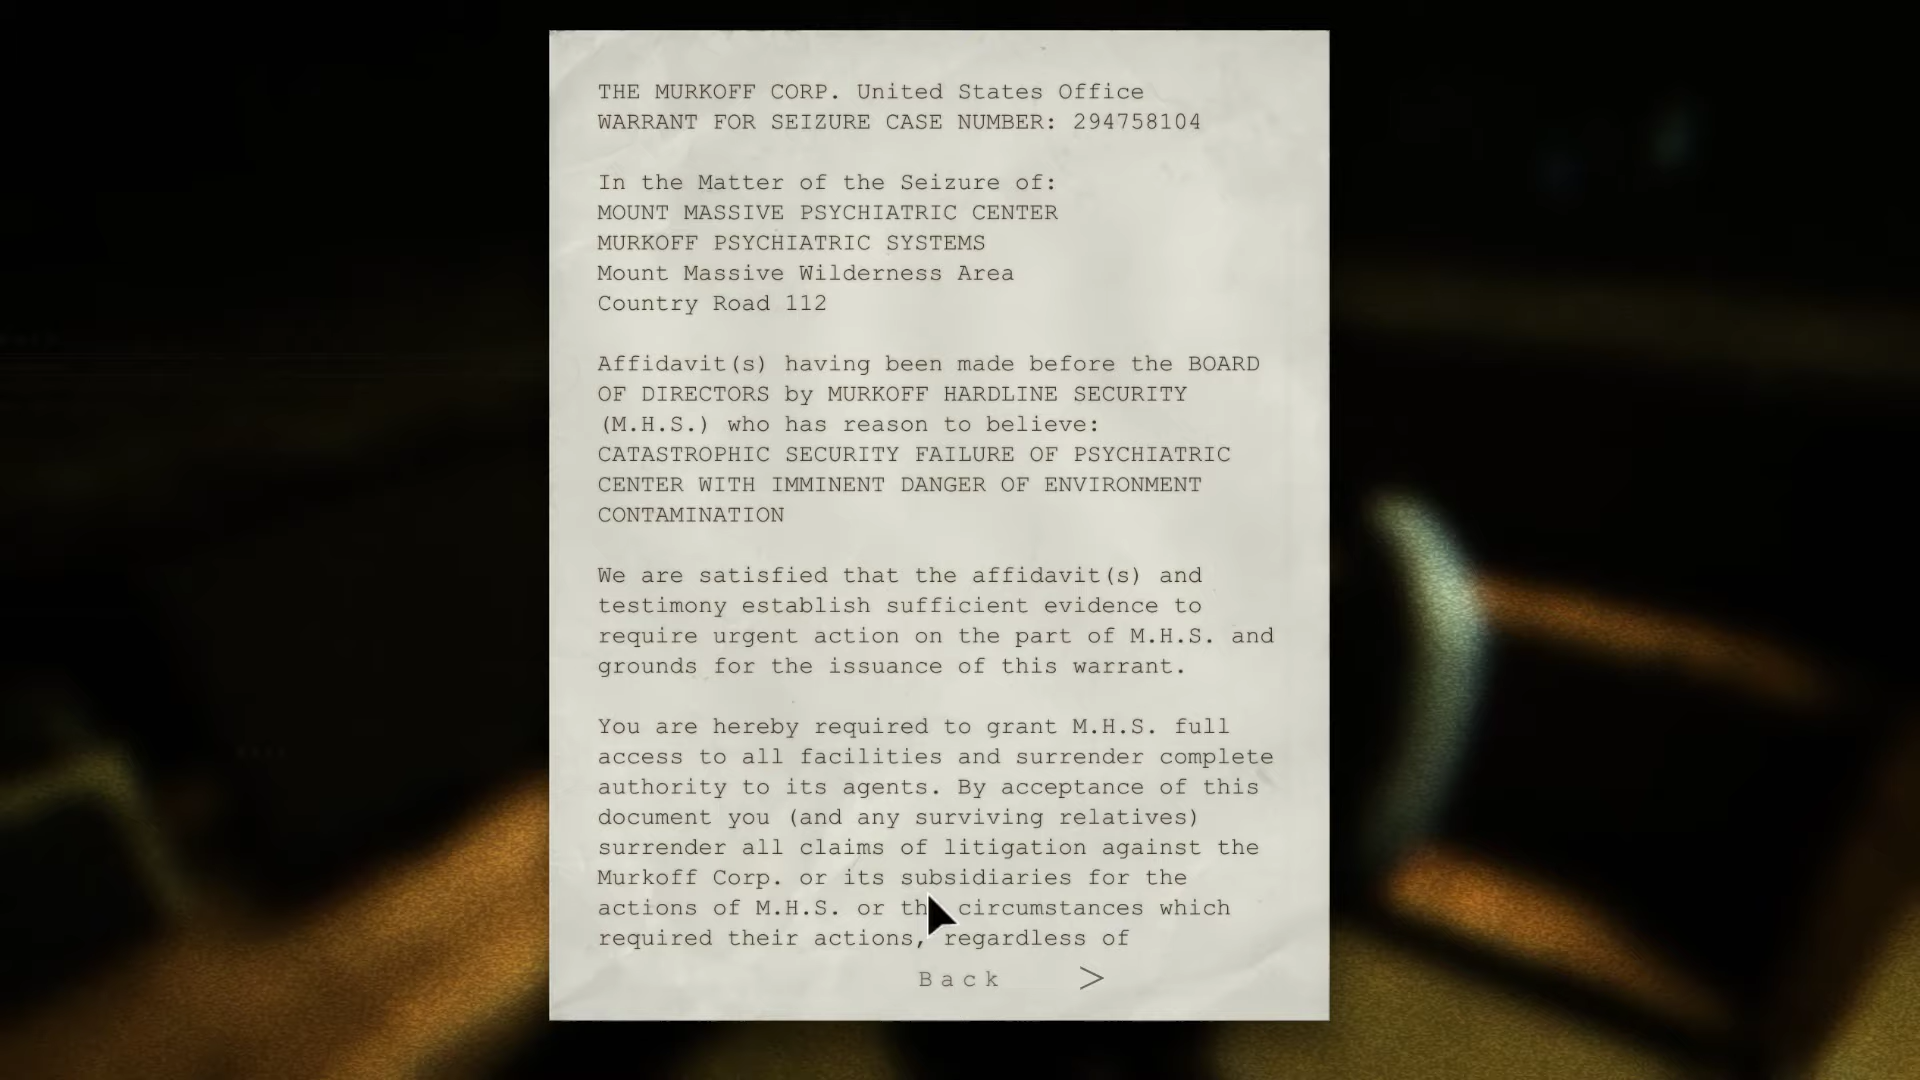 THE MURKOFF CORP. United States Office
WARRANT FOR SEIZURE CASE NUMBER: 294758104
In the Matter of the Seizure of:
MOUNT MASSIVE PSYCHIATRIC CENTER
MURKOFF PSYCHIATRIC SYSTEMS
Mount Massive Wilderness Area
Country Road 112
Affidavit(s) having been made before the BOARD
OF DIRECTORS by MURKOFF HARDLINE SECURITY
(M.H.S.) who has reason to believe:
CATASTROPHIC SECURITY FAILURE OF PSYCHIATRIC
CENTER WITH IMMINENT DANGER OF ENVIRONMENT
CONTAMINATION
We are satisfied that the affidavit(s) and
testimony establish sufficient evidence to
require urgent action on the part of M.H.S. and
grounds for the issuance of this warrant.
You are hereby required to grant M.H.S. full
access to all facilities and surrender complete
authority to its agents. By acceptance of this
document you (and any surviving relatives)
surrender all claims of litigation against the
Murkoff Corp. or its subsidiaries for the
actions of M.H.S. or the circumstances which
required their actions, regardless of
Back >